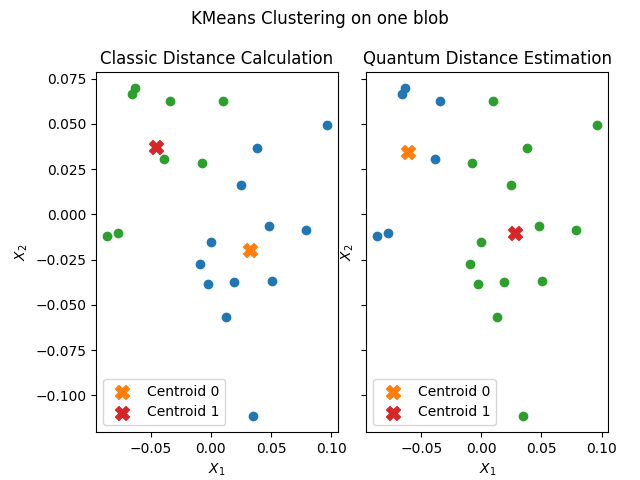 KMeans Clustering on one blob
Classic Distance Calculation
Quantum Distance Estimation
0.075
0.050
0.025
0.000
−0.025
−0.050
−0.075
−0.100
X₂
X₂
Centroid 0
Centroid 1
Centroid 0
Centroid 1
−0.05 0.00 0.05 0.10
−0.05 0.00 0.05 0.10
X₁
X₁